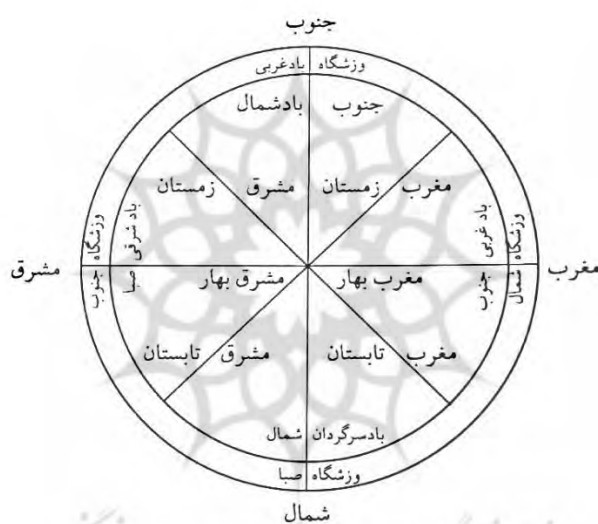 جنوب
وزشگاه بادغربی
جنوب بادشمال
مغرب زمستان مشرق زمستان
وزشگاه شمال
باد غربی جنوب
باد شرقی صبا
وزشگاه جنوب
مغرب مشرق
مغرب بهار مشرق بهار
مغرب تابستان مشرق تابستان
بادسرگردان شمال
وزشگاه صبا
شمال